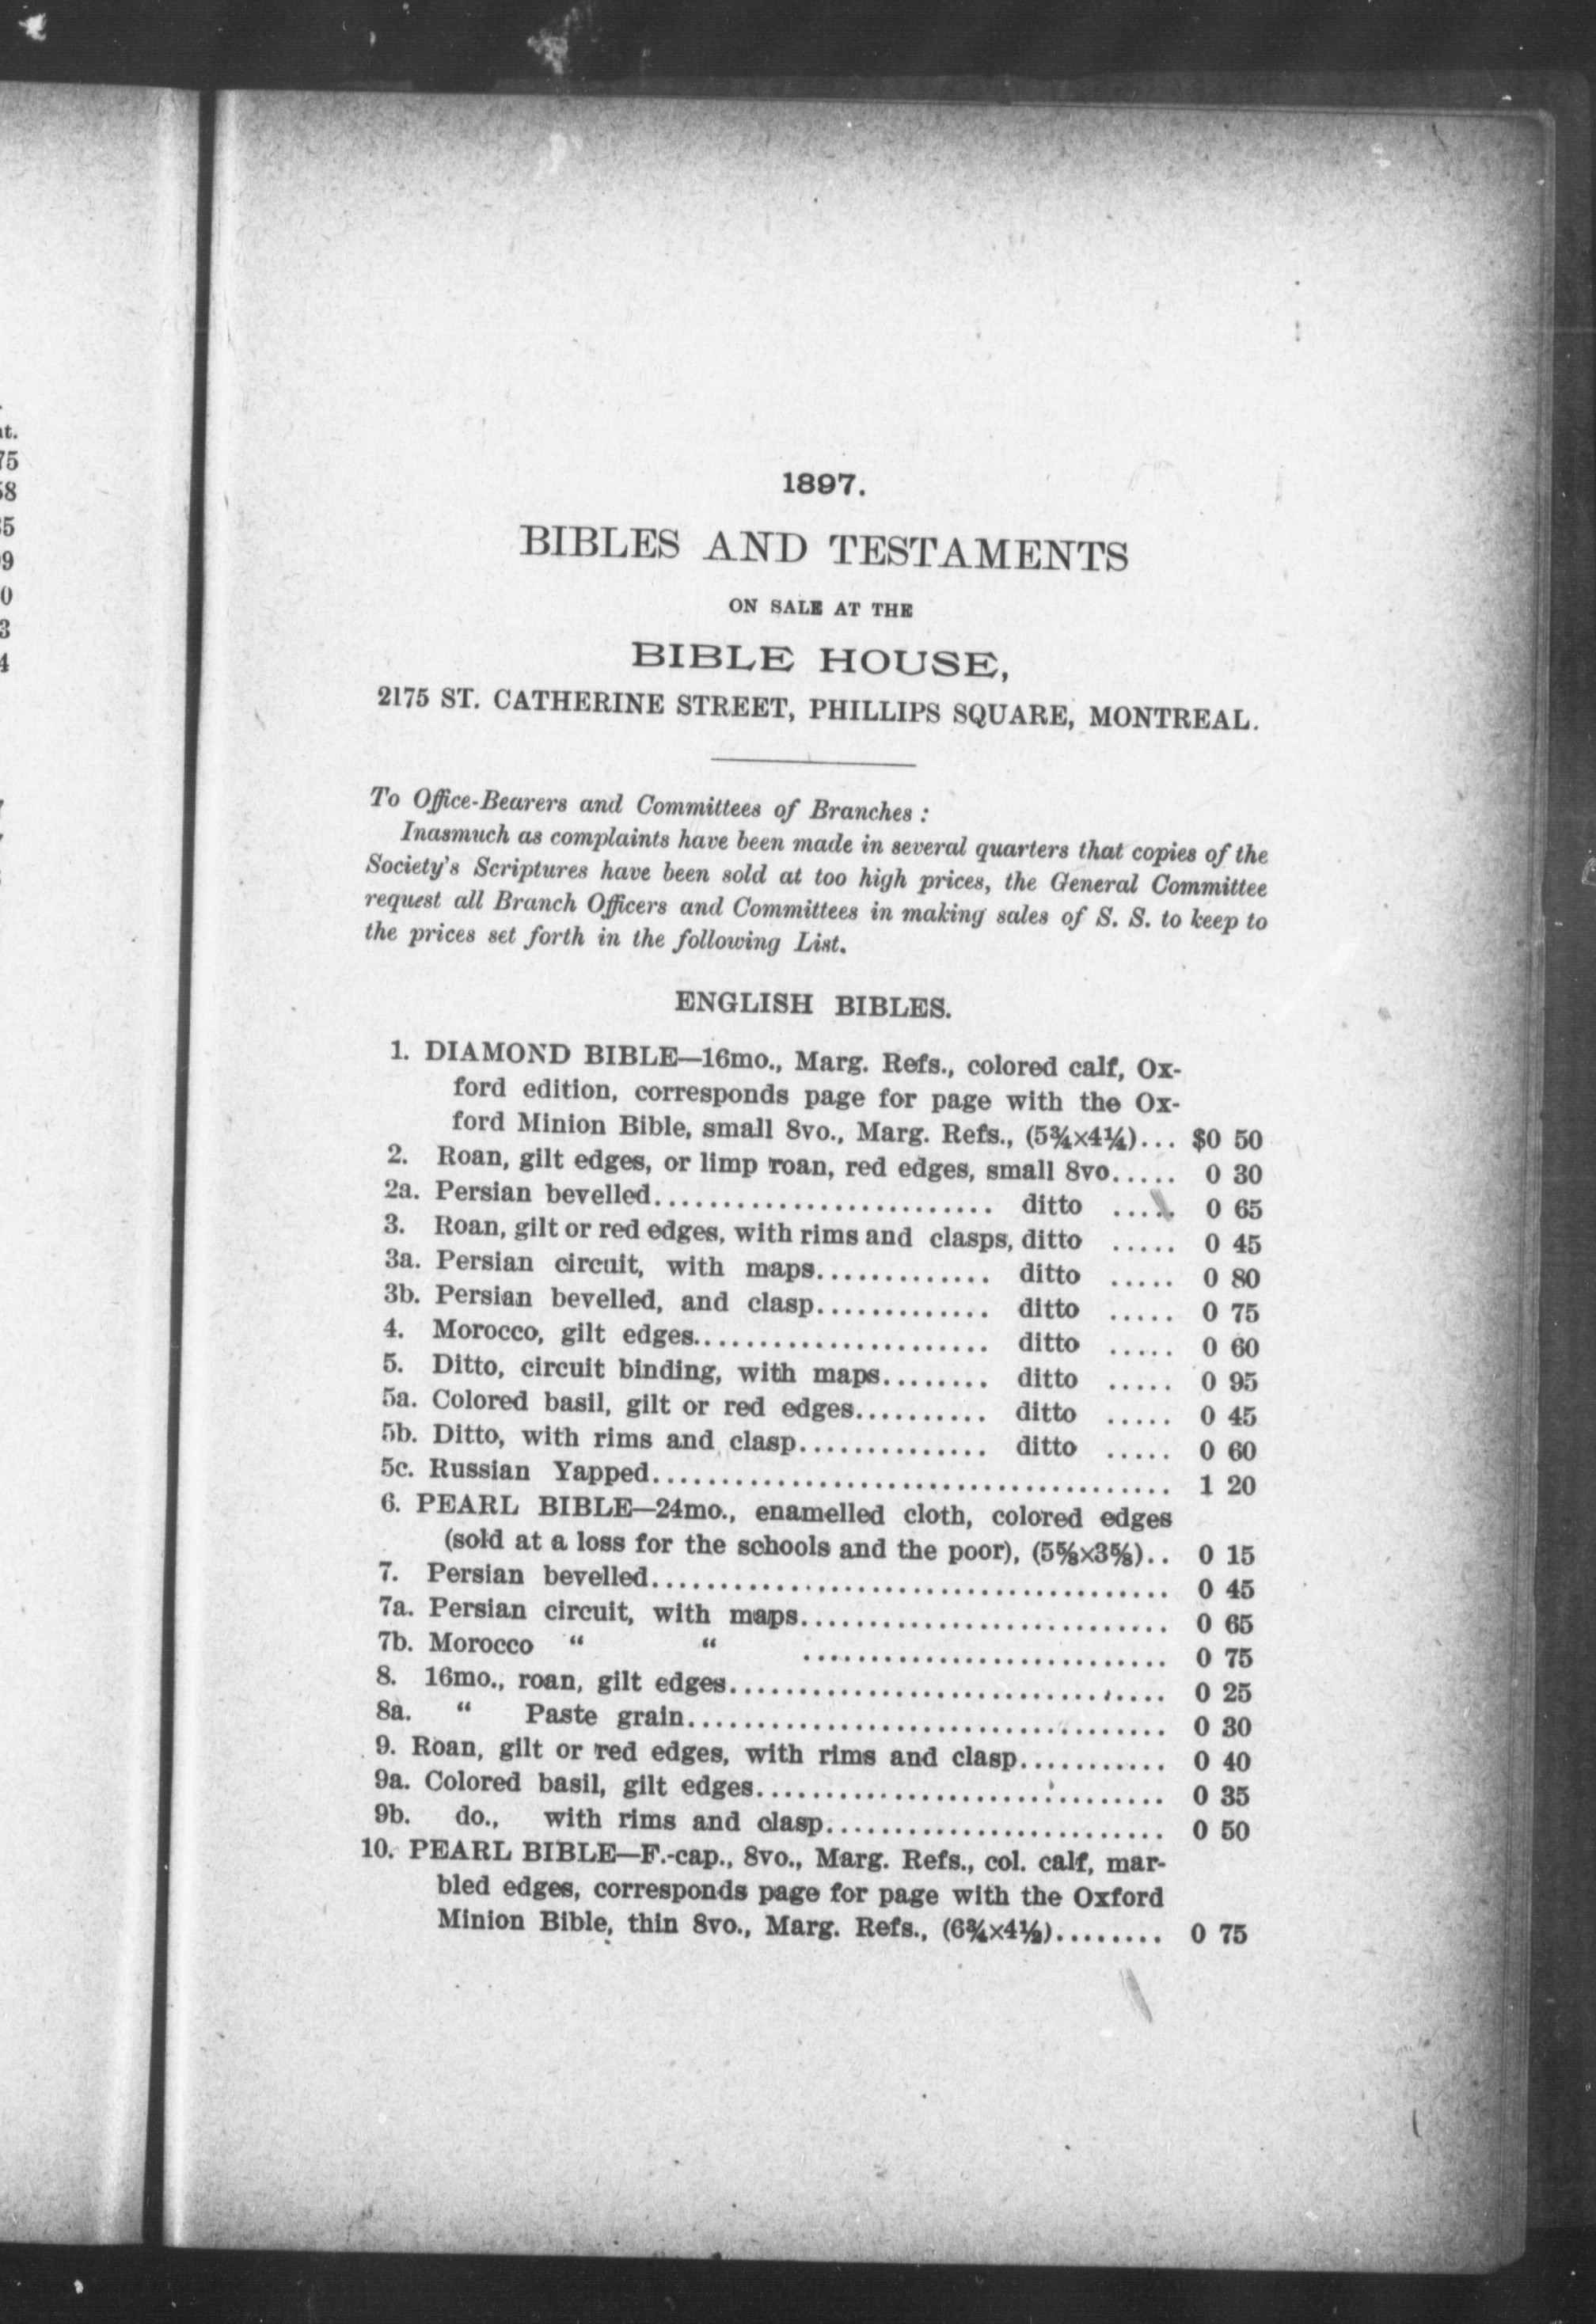 1897.
BIBLES AND TESTAMENTS
ON SALE AT THE
BIBLE HOUSE,
2175 ST. CATHERINE STREET, PHILLIPS SQUARE, MONTREAL.
To Office-Bearers and Committees of Branches :
Inasmuch as complaints have been made in several quarters that copies of the
Society's Scriptures have been sold at too high prices, the General Committee
request all Branch Officers and Committees in making sales of S. S. to keep to
the prices set forth in the following List.
ENGLISH BIBLES.
1. DIAMOND BIBLE—16mo., Marg. Refs., colored calf, Ox-
ford edition, corresponds page for page with the Ox-
ford Minion Bible, small 8vo., Marg. Refs., (5¾×4¼)... $0 50
2. Roan, gilt edges, or limp roan, red edges, small 8vo..... 0 30
2a. Persian bevelled......................... ditto ..... 0 65
3. Roan, gilt or red edges, with rims and clasps, ditto ..... 0 45
3a. Persian circuit, with maps............. ditto ..... 0 80
3b. Persian bevelled, and clasp............. ditto ..... 0 75
4. Morocco, gilt edges...................... ditto ..... 0 60
5. Ditto, circuit binding, with maps........ ditto ..... 0 95
5a. Colored basil, gilt or red edges.......... ditto ..... 0 45
5b. Ditto, with rims and clasp.............. ditto ..... 0 60
5c. Russian Yapped...................................... 1 20
6. PEARL BIBLE—24mo., enamelled cloth, colored edges
(sold at a loss for the schools and the poor), (5⅝×3⅝).. 0 15
7. Persian bevelled...................................... 0 45
7a. Persian circuit, with maps........................... 0 65
7b. Morocco “ “ ........................... 0 75
8. 16mo., roan, gilt edges................................ 0 25
8a. “ Paste grain................................... 0 30
9. Roan, gilt or red edges, with rims and clasp........... 0 40
9a. Colored basil, gilt edges.............................. 0 35
9b. do., with rims and clasp......................... 0 50
10. PEARL BIBLE—F.-cap., 8vo., Marg. Refs., col. calf, mar-
bled edges, corresponds page for page with the Oxford
Minion Bible, thin 8vo., Marg. Refs., (6¾×4½)........ 0 75